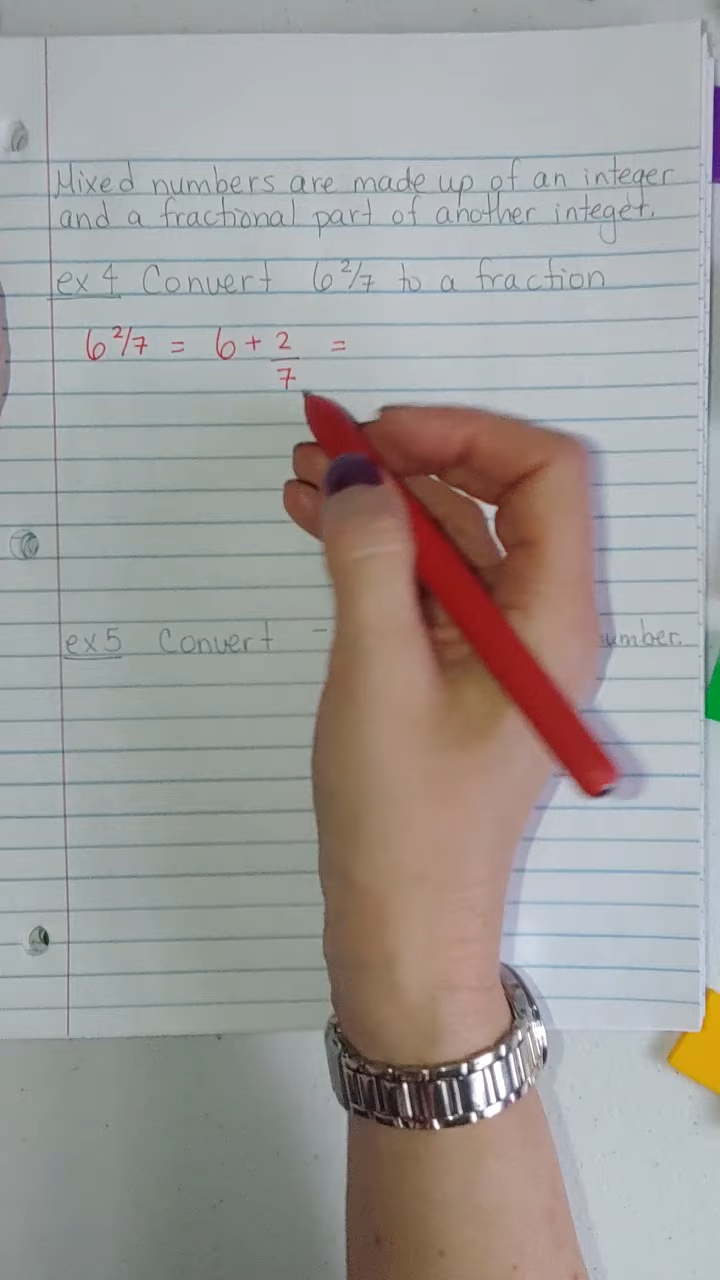 Mixed numbers are made up of an integer
and a fractional part of another integer.
ex 4 Convert 6 2/7 to a fraction
6 2/7 = 6 + 2/7 =
ex 5 Convert - umber.